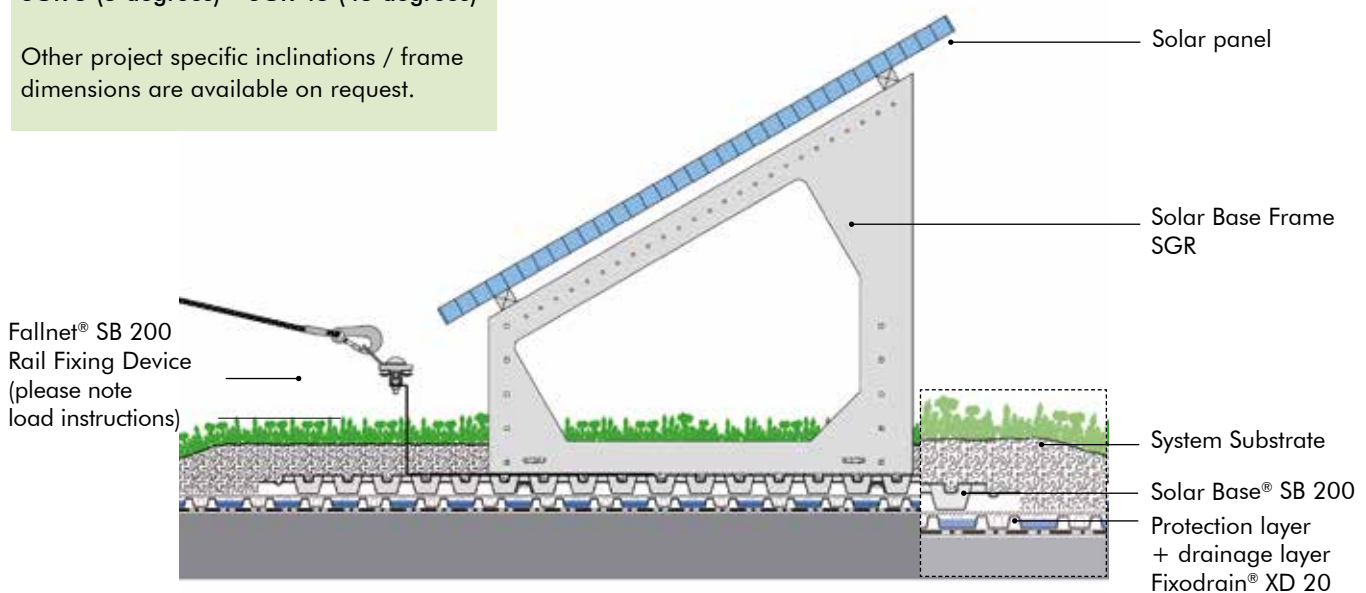 Other project specific inclinations / frame
dimensions are available on request.
Solar panel
Solar Base Frame
SGR
Fallnet® SB 200
Rail Fixing Device
(please note
load instructions)
System Substrate
Solar Base® SB 200
Protection layer
+ drainage layer
Fixodrain® XD 20